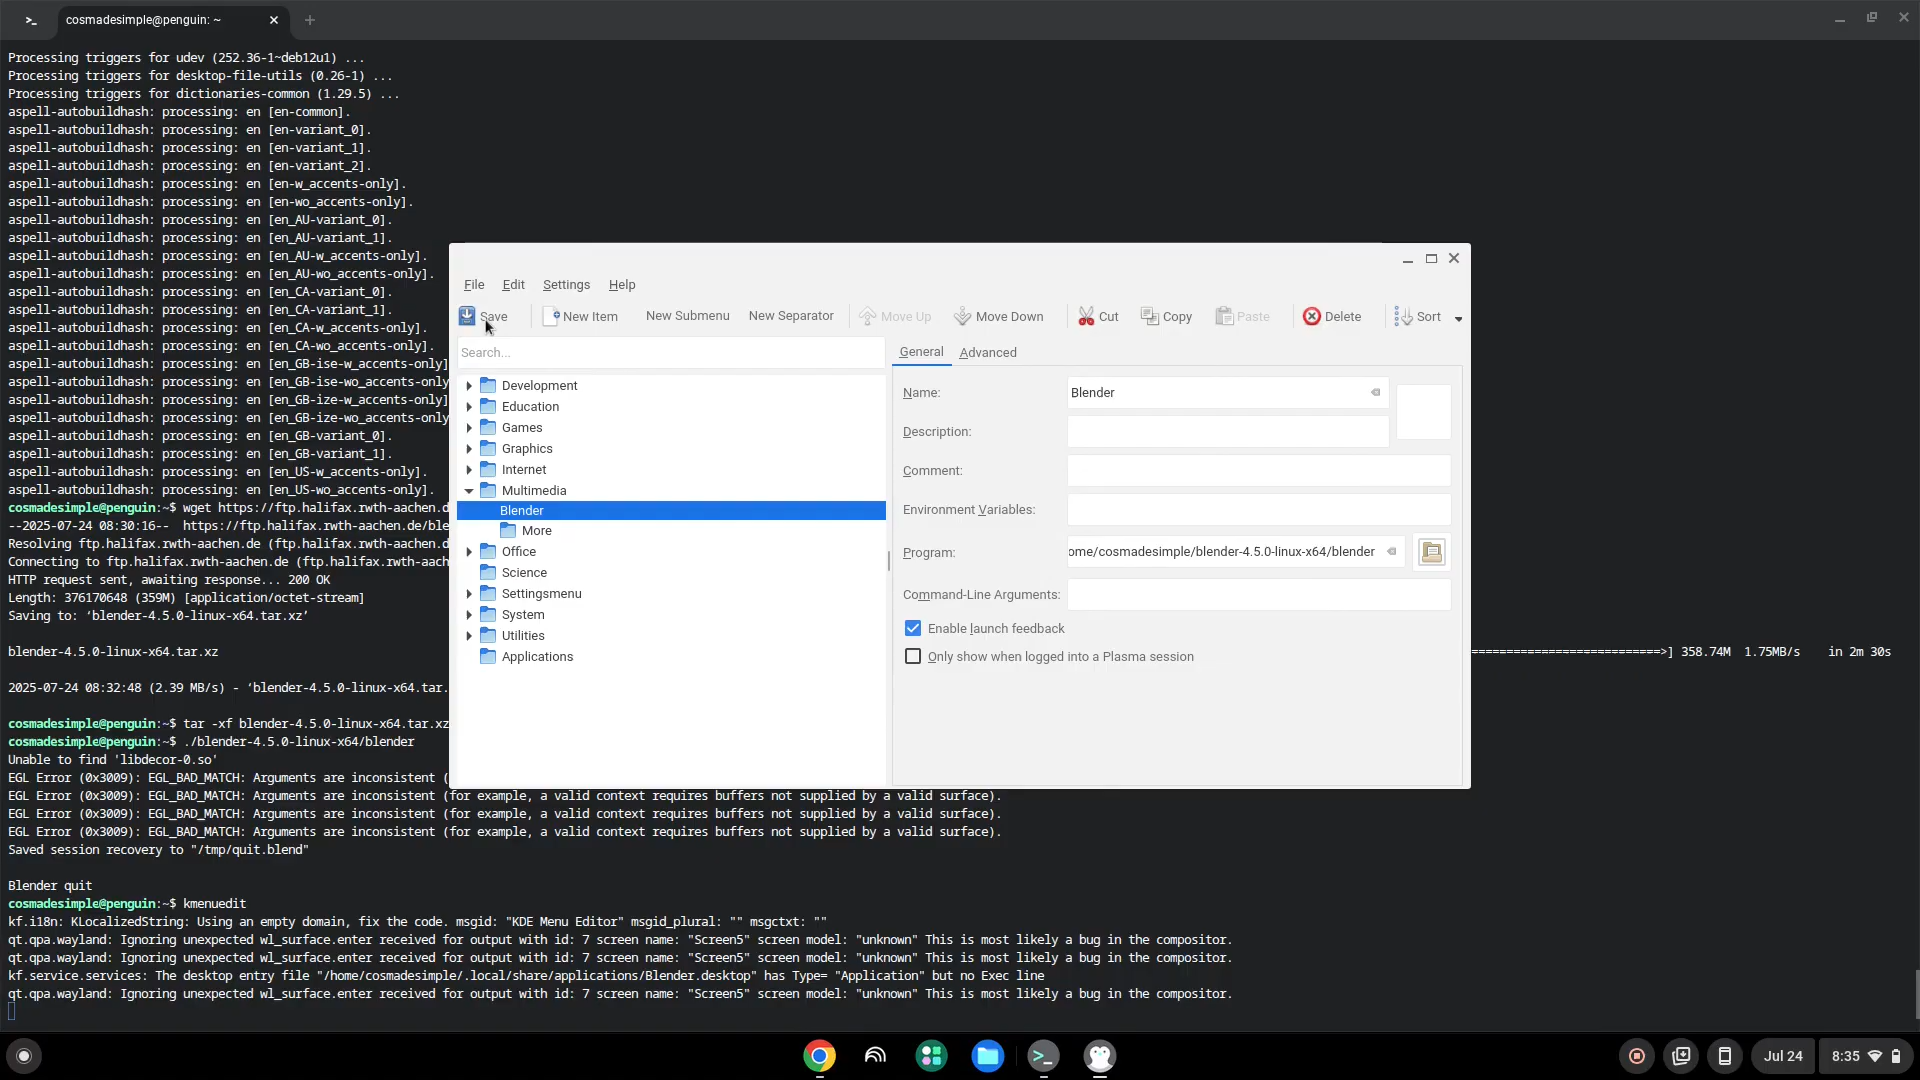 cosmadesimple@penguin: ~
Processing triggers for udev (252.36-1~deb12u1) ...
Processing triggers for desktop-file-utils (0.26-1) ...
Processing triggers for dictionaries-common (1.29.5) ...
aspell-autobuildhash: processing: en [en-common].
aspell-autobuildhash: processing: en [en-variant_0].
aspell-autobuildhash: processing: en [en-variant_1].
aspell-autobuildhash: processing: en [en-variant_2].
aspell-autobuildhash: processing: en [en-w_accents-only].
aspell-autobuildhash: processing: en [en-wo_accents-only].
aspell-autobuildhash: processing: en [en_AU-variant_0].
aspell-autobuildhash: processing: en [en_AU-variant_1].
aspell-autobuildhash: processing: en [en_AU-w_accents-only].
aspell-autobuildhash: processing: en [en_AU-wo_accents-only].
aspell-autobuildhash: processing: en [en_CA-variant_0].
aspell-autobuildhash: processing: en [en_CA-variant_1].
aspell-autobuildhash: processing: en [en_CA-w_accents-only].
aspell-autobuildhash: processing: en [en_CA-wo_accents-only].
aspell-autobuildhash: processing: en [en_GB-ise-w_accents-only]
aspell-autobuildhash: processing: en [en_GB-ise-wo_accents-only
aspell-autobuildhash: processing: en [en_GB-ize-w_accents-only]
aspell-autobuildhash: processing: en [en_GB-ize-wo_accents-only
aspell-autobuildhash: processing: en [en_GB-variant_0].
aspell-autobuildhash: processing: en [en_GB-variant_1].
aspell-autobuildhash: processing: en [en_US-w_accents-only].
aspell-autobuildhash: processing: en [en_US-wo_accents-only].
cosmadesimple@penguin:~$ wget https://ftp.halifax.rwth-aachen.d
--2025-07-24 08:30:16-- https://ftp.halifax.rwth-aachen.de/ble
Resolving ftp.halifax.rwth-aachen.de (ftp.halifax.rwth-aachen.d
Connecting to ftp.halifax.rwth-aachen.de (ftp.halifax.rwth-aach
HTTP request sent, awaiting response... 200 OK
Length: 376170648 (359M) [application/octet-stream]
Saving to: ‘blender-4.5.0-linux-x64.tar.xz’
blender-4.5.0-linux-x64.tar.xz ===========================>] 358.74M 1.75MB/s in 2m 30s
2025-07-24 08:32:48 (2.39 MB/s) - ‘blender-4.5.0-linux-x64.tar.
cosmadesimple@penguin:~$ tar -xf blender-4.5.0-linux-x64.tar.xz
cosmadesimple@penguin:~$ ./blender-4.5.0-linux-x64/blender
Unable to find 'libdecor-0.so'
EGL Error (0x3009): EGL_BAD_MATCH: Arguments are inconsistent (
EGL Error (0x3009): EGL_BAD_MATCH: Arguments are inconsistent (for example, a valid context requires buffers not supplied by a valid surface).
EGL Error (0x3009): EGL_BAD_MATCH: Arguments are inconsistent (for example, a valid context requires buffers not supplied by a valid surface).
EGL Error (0x3009): EGL_BAD_MATCH: Arguments are inconsistent (for example, a valid context requires buffers not supplied by a valid surface).
Saved session recovery to "/tmp/quit.blend"
Blender quit
cosmadesimple@penguin:~$ kmenuedit
kf.i18n: KLocalizedString: Using an empty domain, fix the code. msgid: "KDE Menu Editor" msgid_plural: "" msgctxt: ""
qt.qpa.wayland: Ignoring unexpected wl_surface.enter received for output with id: 7 screen name: "Screen5" screen model: "unknown" This is most likely a bug in the compositor.
qt.qpa.wayland: Ignoring unexpected wl_surface.enter received for output with id: 7 screen name: "Screen5" screen model: "unknown" This is most likely a bug in the compositor.
kf.service.services: The desktop entry file "/home/cosmadesimple/.local/share/applications/Blender.desktop" has Type= "Application" but no Exec line
qt.qpa.wayland: Ignoring unexpected wl_surface.enter received for output with id: 7 screen name: "Screen5" screen model: "unknown" This is most likely a bug in the compositor.
File Edit Settings Help
Save New Item New Submenu New Separator Move Up Move Down Cut Copy Paste Delete Sort
Search...
Development
Education
Games
Graphics
Internet
Multimedia
Blender
More
Office
Science
Settingsmenu
System
Utilities
Applications
General Advanced
Name: Blender
Description:
Comment:
Environment Variables:
Program: ome/cosmadesimple/blender-4.5.0-linux-x64/blender
Command-Line Arguments:
Enable launch feedback
Only show when logged into a Plasma session
Jul 24 8:35